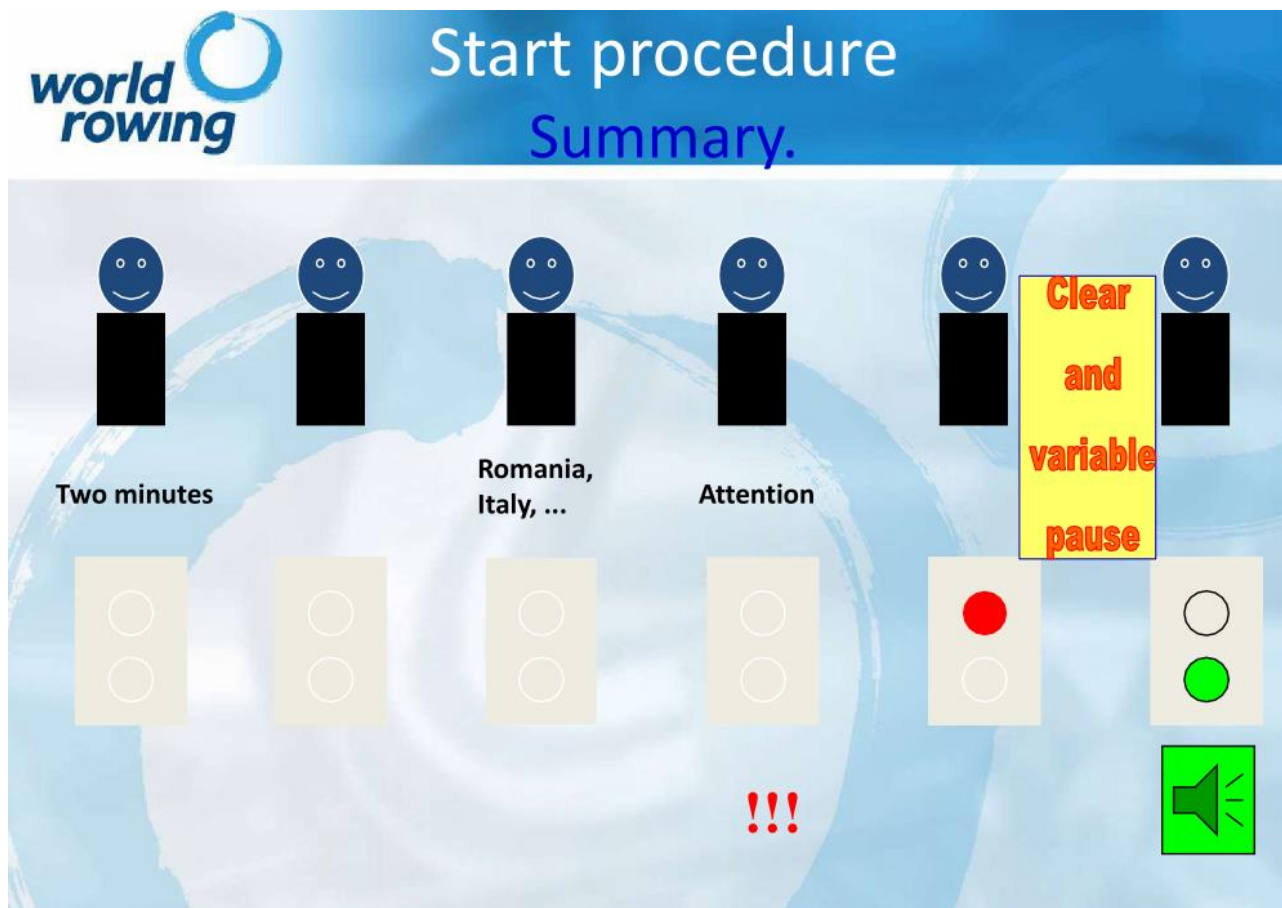 world
rowing
Start procedure
Summary.
Clear
and
variable
pause
Two minutes
Romania,
Italy, ...
Attention
!!!